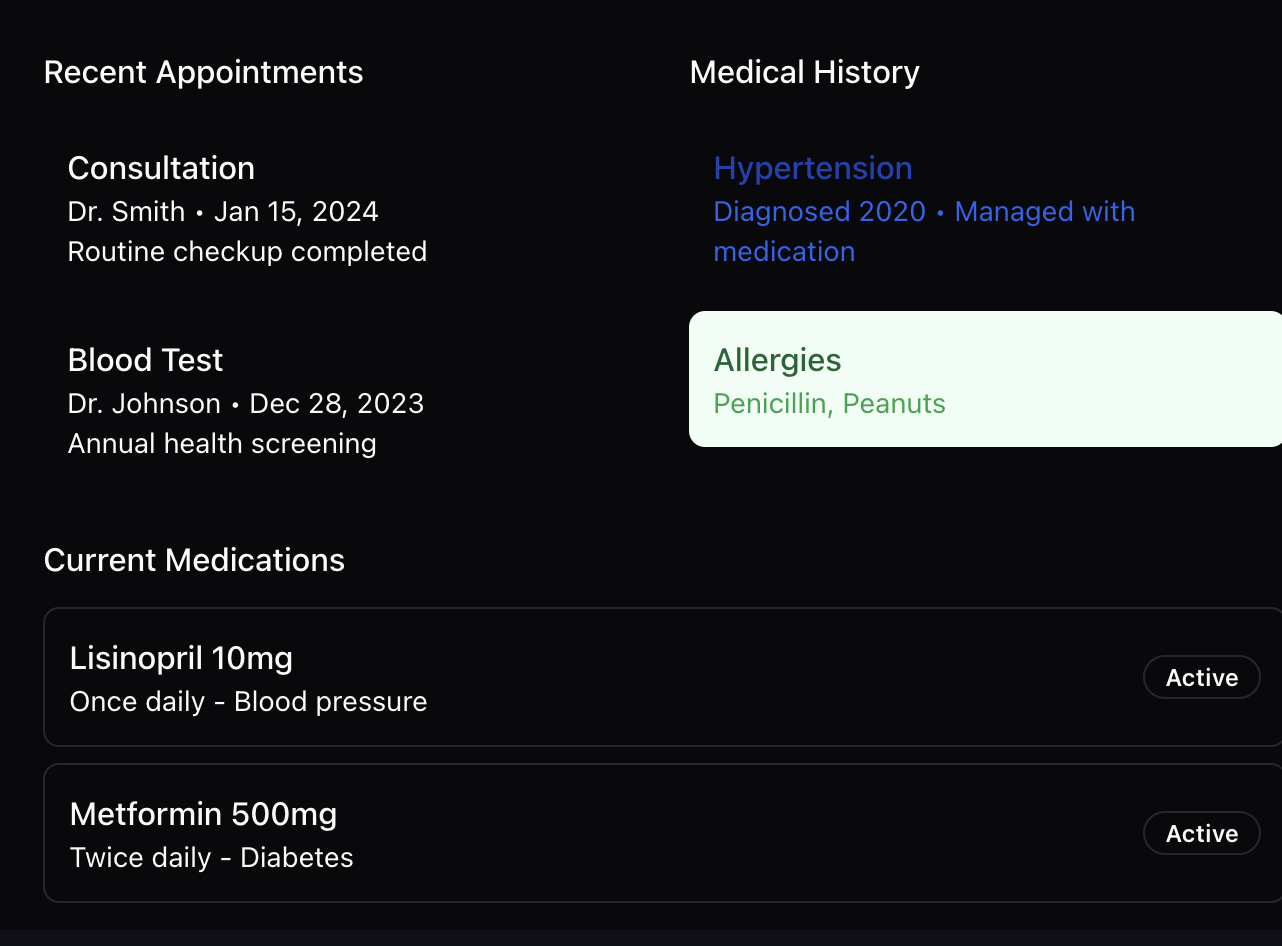 Recent Appointments
Consultation
Dr. Smith • Jan 15, 2024
Routine checkup completed
Blood Test
Dr. Johnson • Dec 28, 2023
Annual health screening
Medical History
Hypertension
Diagnosed 2020 • Managed with
medication
Allergies
Penicillin, Peanuts
Current Medications
Lisinopril 10mg
Once daily - Blood pressure
Active
Metformin 500mg
Twice daily - Diabetes
Active